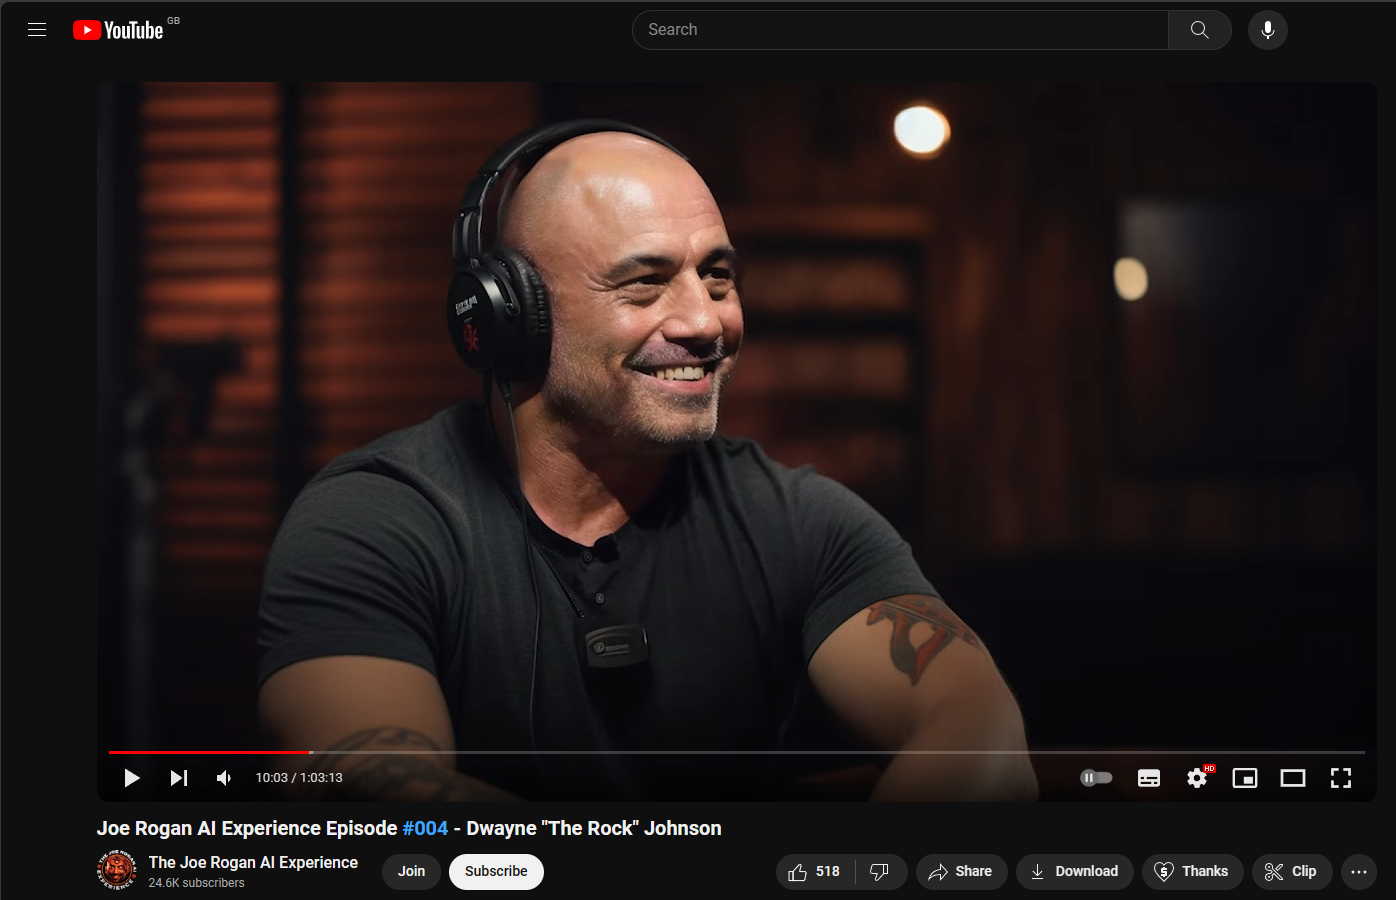 YouTube GB
Search
HD
10:03 / 1:03:13
Joe Rogan AI Experience Episode #004 - Dwayne "The Rock" Johnson
The Joe Rogan AI Experience
24.6K subscribers
Join
Subscribe
518
Share
Download
Thanks
Clip